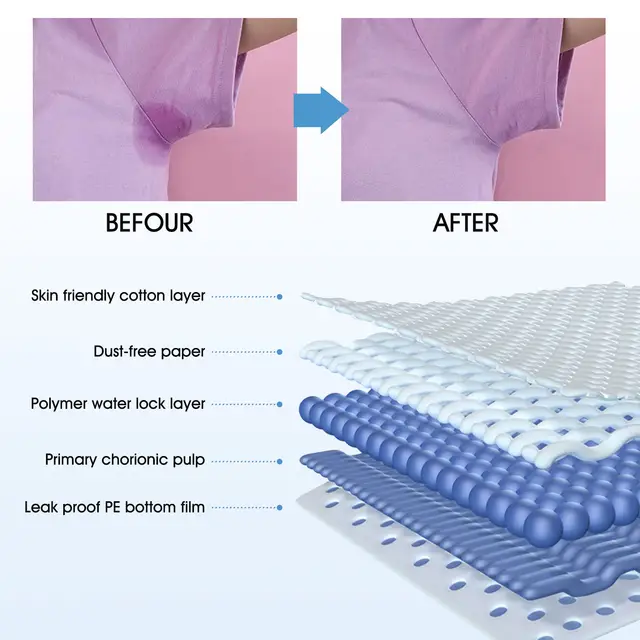 BEFOUR
AFTER
Skin friendly cotton layer
Dust-free paper
Polymer water lock layer
Primary chorionic pulp
Leak proof PE bottom film